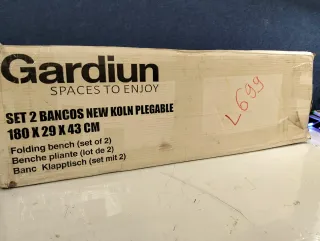 Gardiun
SPACES TO ENJOY
SET 2 BANCOS NEW KOLN PLEGABLE
180 X 29 X 43 CM
Folding bench (set of 2)
Benche pliante (lot de 2)
Banc Klapptisch (set mit 2)
L699